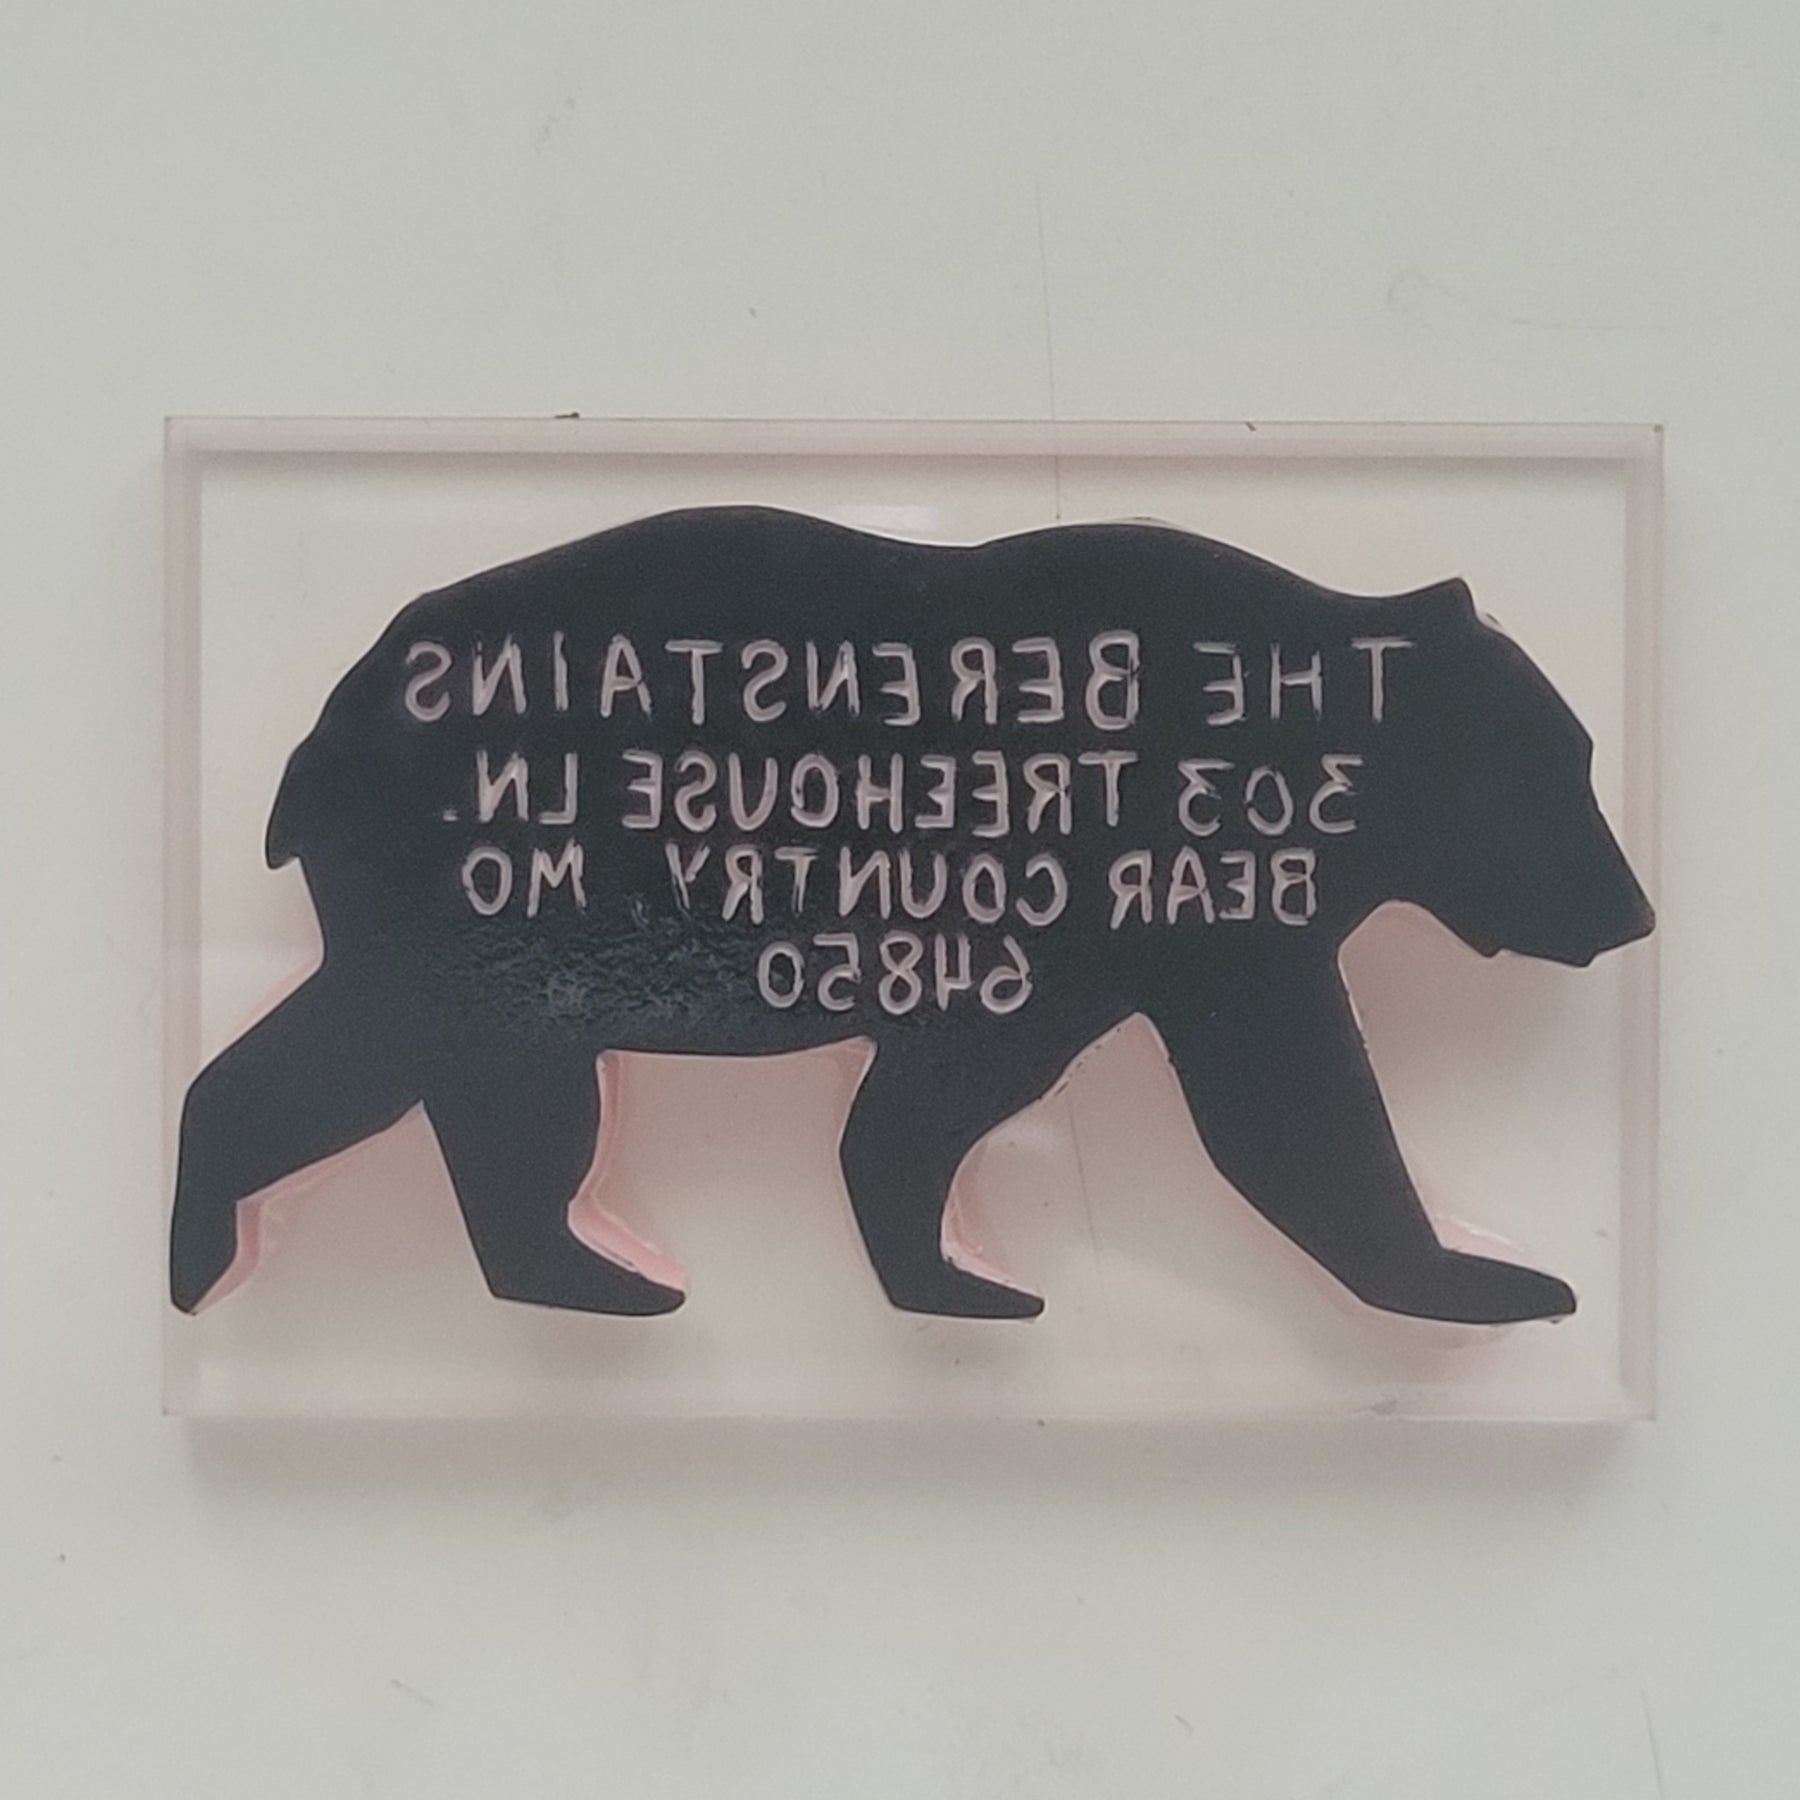 THE BERENSTAINS
303 TREEHOUSE LN.
BEAR COUNTRY MO
64850